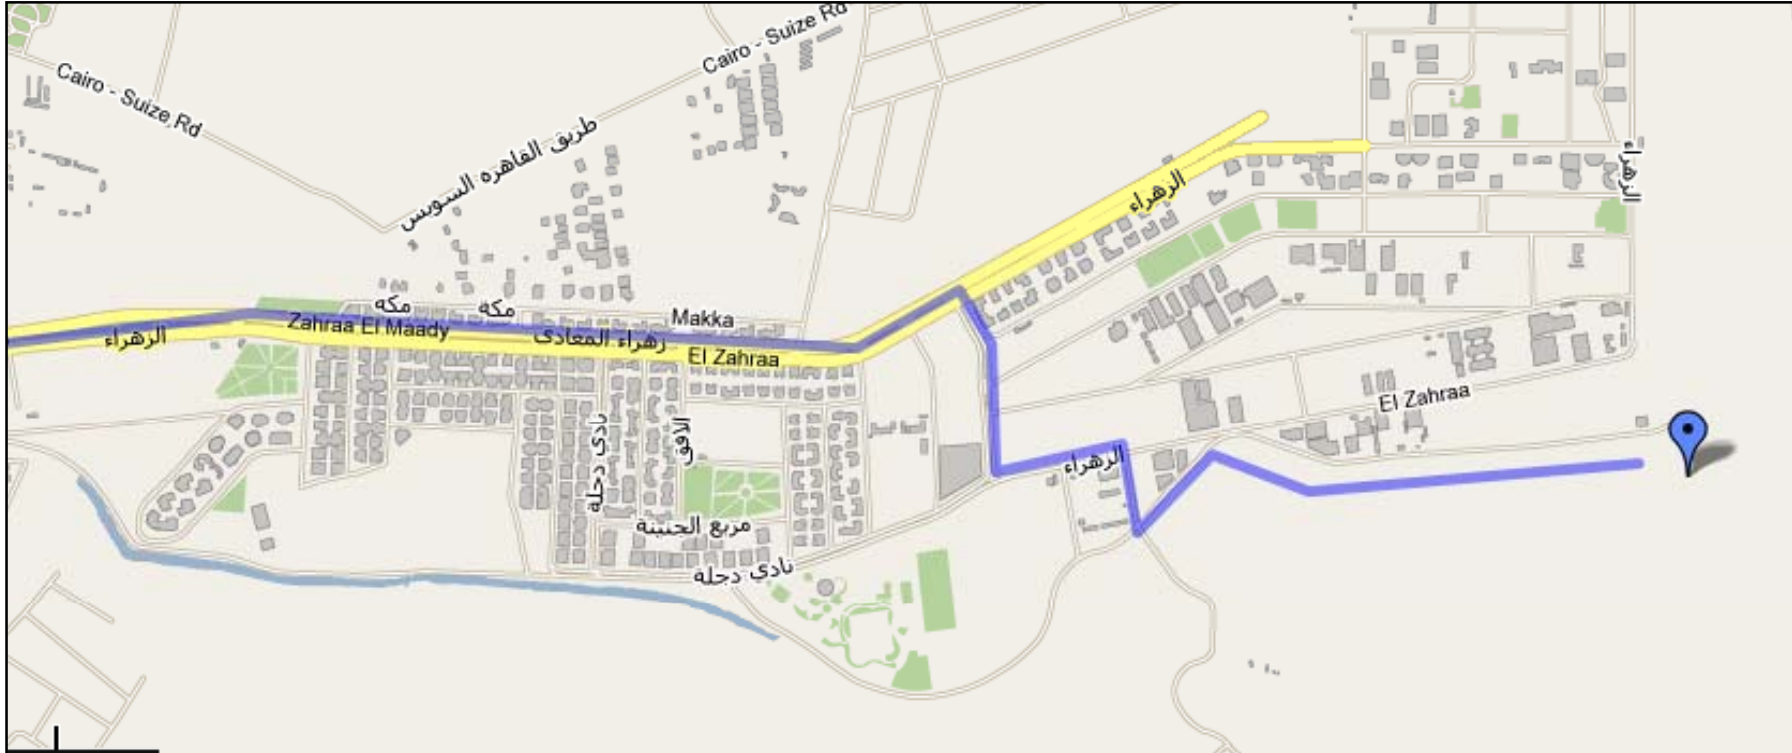 Cairo - Suize Rd
Cairo - Suize Rd
طريق القاهره السويس
الزهراء
الزهراء
مكه
مكه
Makka
Zahraa El Maady
زهراء المعادى
El Zahraa
الزهراء
El Zahraa
نادى دجلة
الافق
الزهراء
مربع الجنينة
نادي دجلة